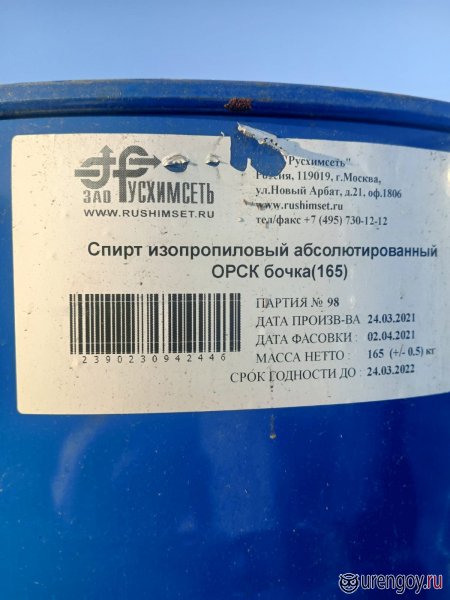 ЗАО РУСХИМСЕТЬ
WWW.RUSHIMSET.RU
"Русхимсеть"
Россия, 119019, г.Москва,
ул.Новый Арбат, д.21, оф.1806
www.rushimset.ru
тел/факс +7 (495) 730-12-12
Спирт изопропиловый абсолютированный
ОРСК бочка(165)
2390230942446
ПАРТИЯ № 98
ДАТА ПРОИЗВ-ВА 24.03.2021
ДАТА ФАСОВКИ : 02.04.2021
МАССА НЕТТО : 165 (+/- 0.5) кг
СРОК ГОДНОСТИ ДО : 24.03.2022
urengoy.ru